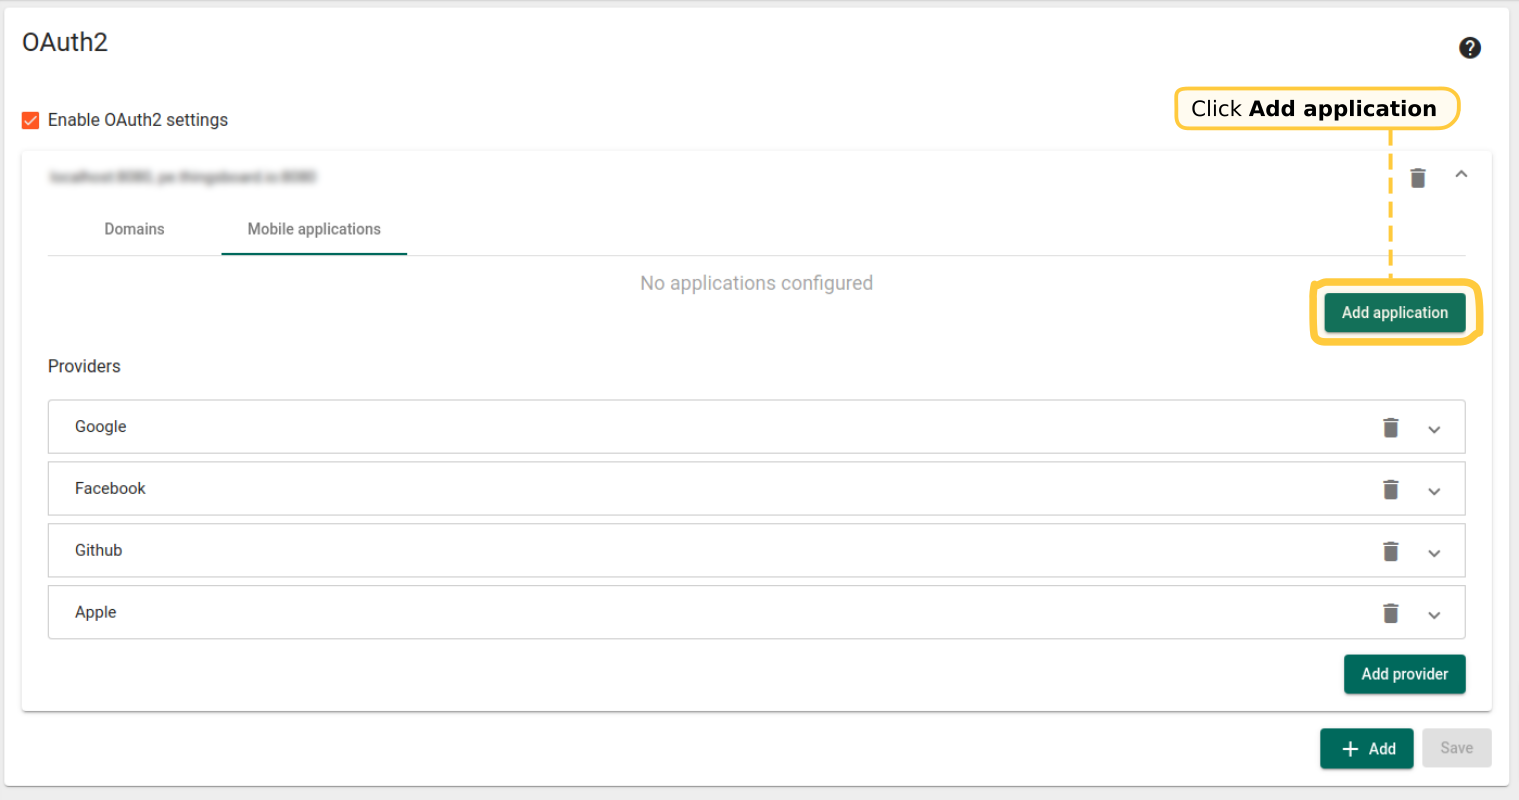 OAuth2
?
Click Add application
Enable OAuth2 settings
Domains
Mobile applications
No applications configured
Add application
Providers
Google
Facebook
Github
Apple
Add provider
+ Add
Save